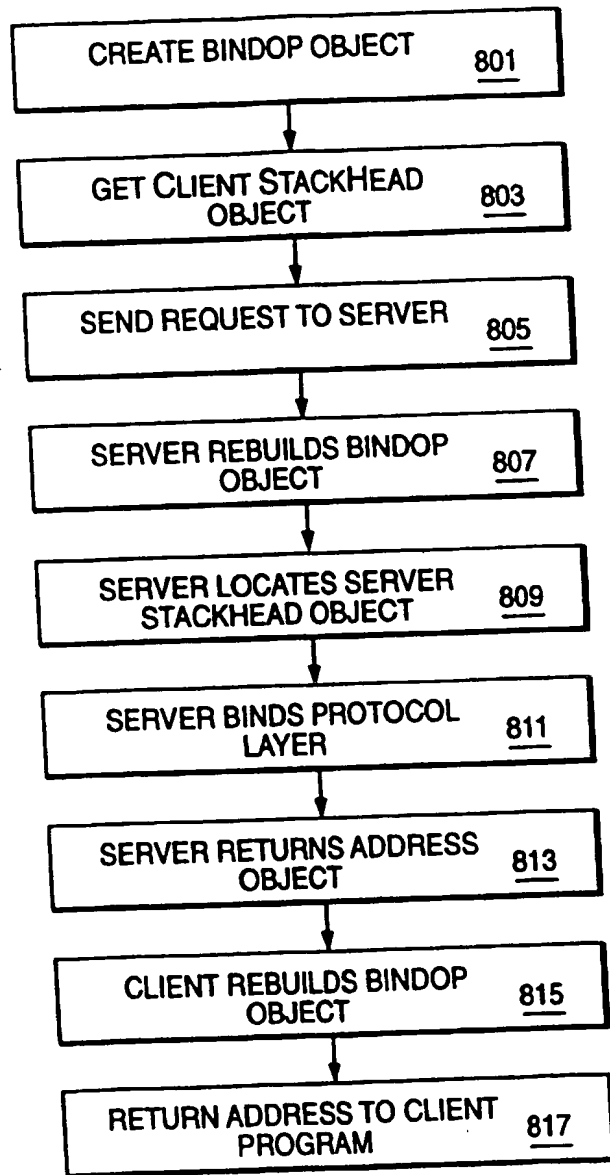 CREATE BINDOP OBJECT 801
GET CLIENT STACKHEAD
OBJECT 803
SEND REQUEST TO SERVER
805
SERVER REBUILDS BINDOP
OBJECT 807
SERVER LOCATES SERVER
STACKHEAD OBJECT 809
SERVER BINDS PROTOCOL
LAYER 811
SERVER RETURNS ADDRESS
OBJECT 813
CLIENT REBUILDS BINDOP
OBJECT 815
RETURN ADDRESS TO CLIENT
PROGRAM 817